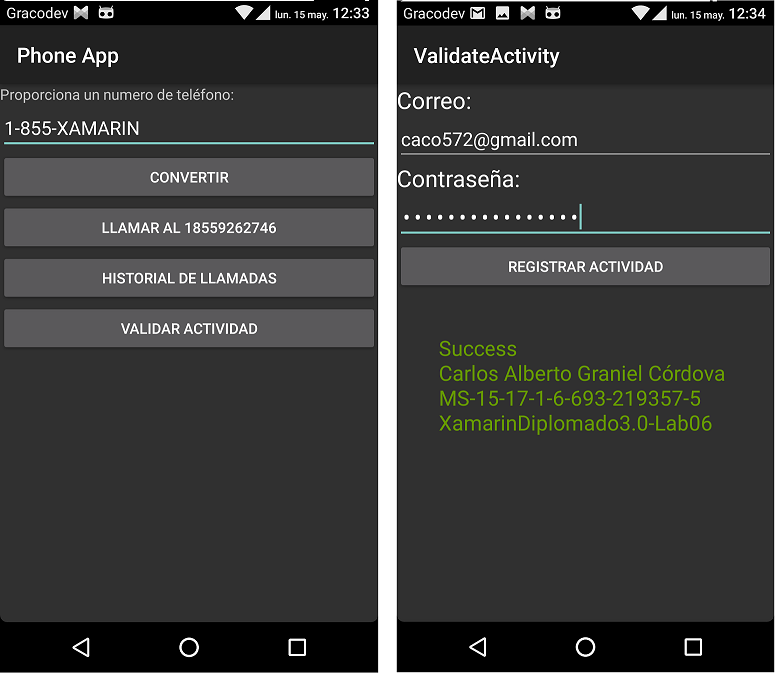 Gracodev lun. 15 may. 12:33
Phone App
Proporciona un numero de teléfono:
1-855-XAMARIN
CONVERTIR
LLAMAR AL 18559262746
HISTORIAL DE LLAMADAS
VALIDAR ACTIVIDAD
Gracodev lun. 15 may. 12:34
ValidateActivity
Correo:
caco572@gmail.com
Contraseña:
••••••••••••••••
REGISTRAR ACTIVIDAD
Success
Carlos Alberto Graniel Córdova
MS-15-17-1-6-693-219357-5
XamarinDiplomado3.0-Lab06